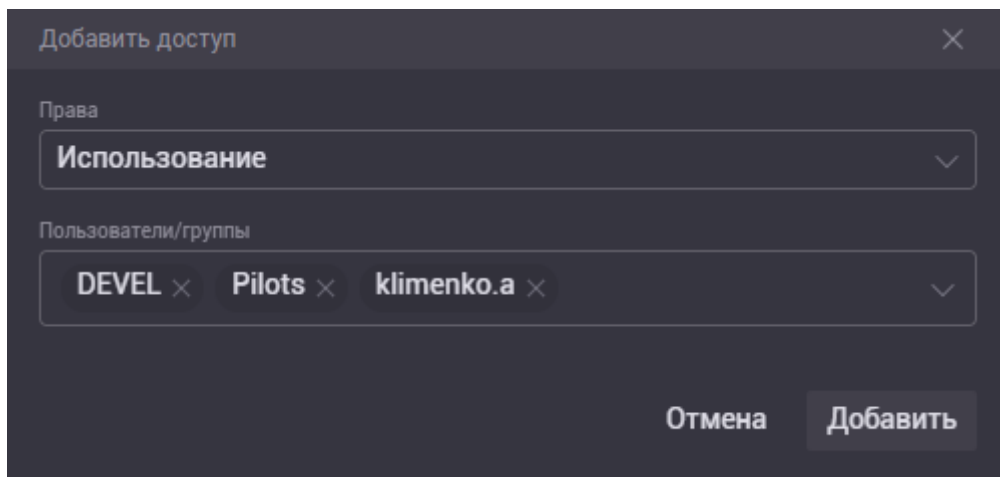 Добавить доступ
Права
Использование
Пользователи/группы
DEVEL Pilots klimenko.a
Отмена Добавить